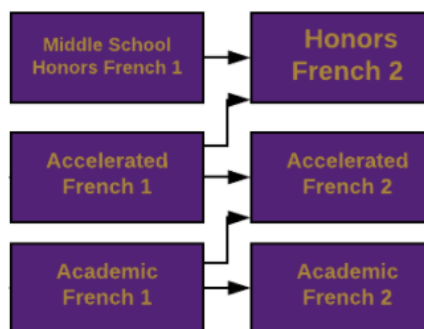 Middle School
Honors French 1
Honors
French 2
Accelerated
French 1
Accelerated
French 2
Academic
French 1
Academic
French 2